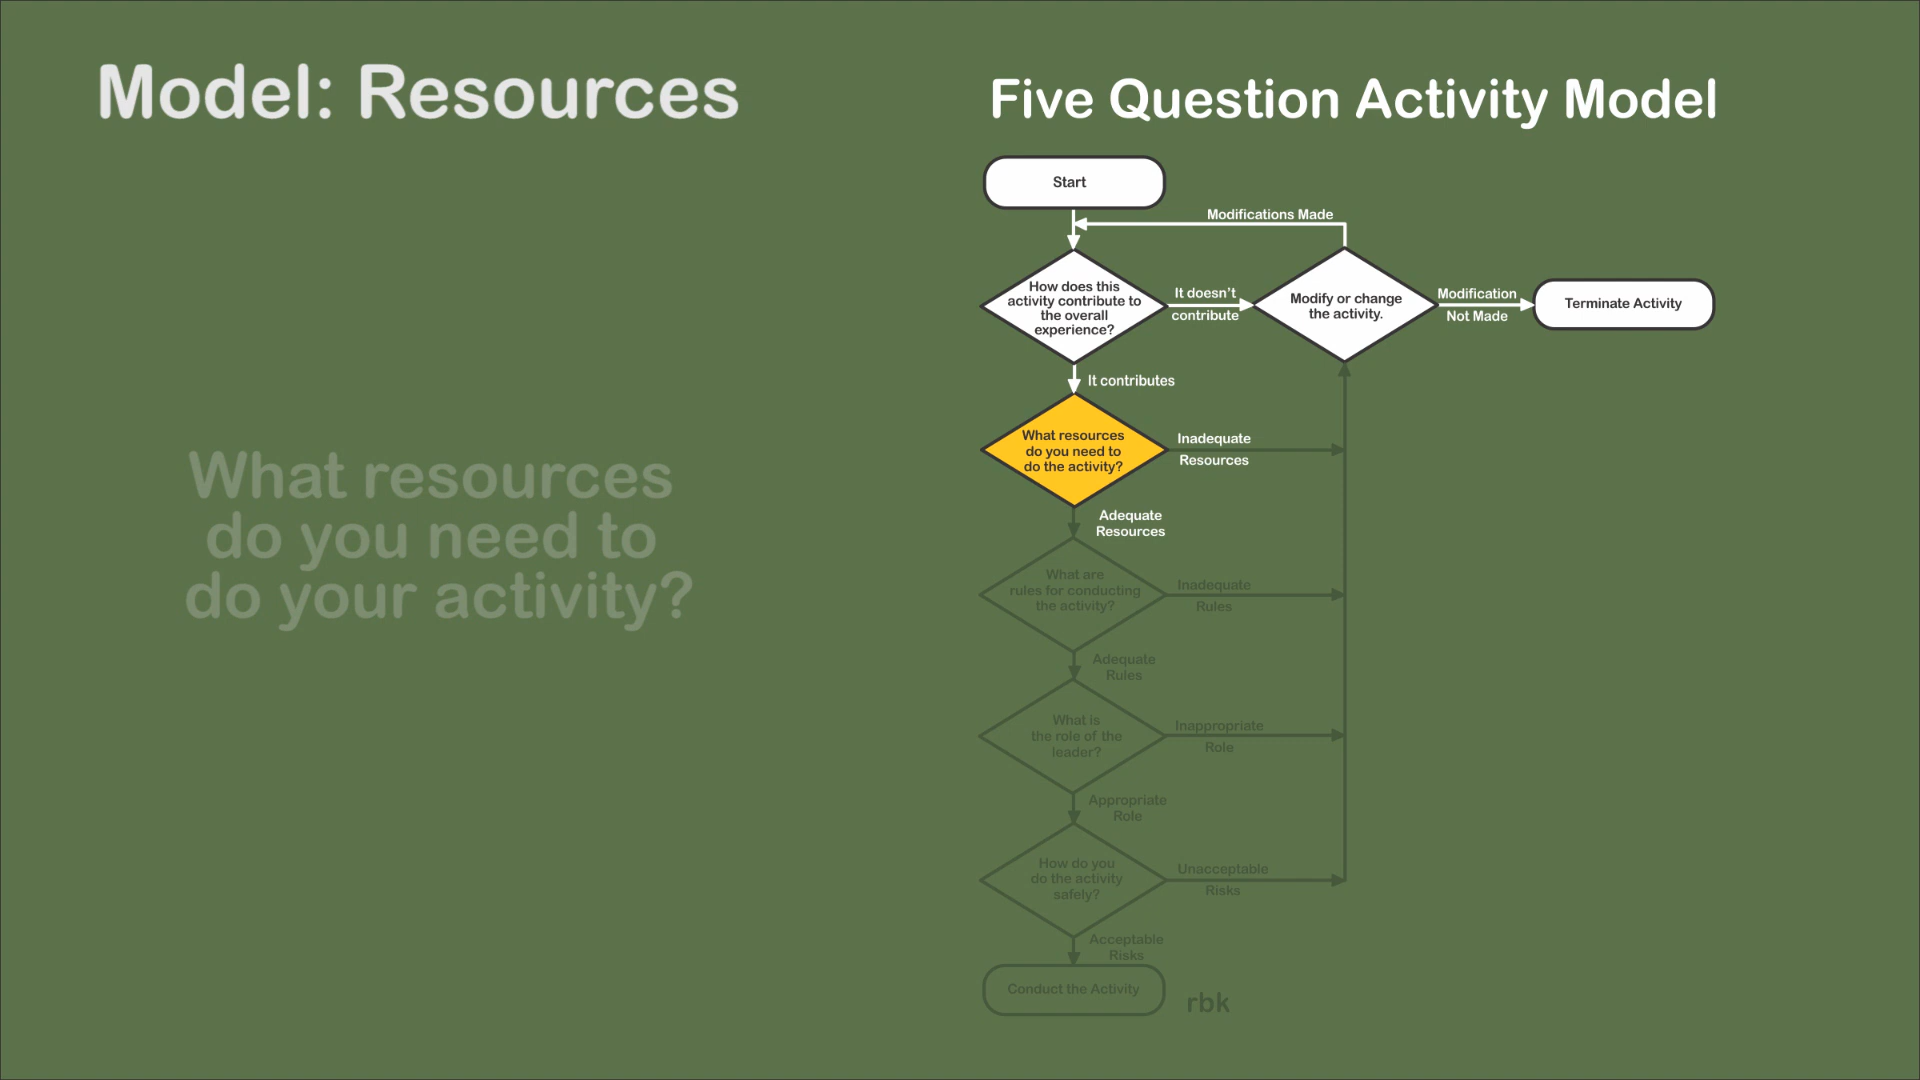 Model: Resources
What resources
do you need to
do your activity?
Five Question Activity Model
Start
Modifications Made
How does this
activity contribute to
the overall
experience?
It doesn't
contribute
Modify or change
the activity.
Modification
Not Made
Terminate Activity
It contributes
What resources
do you need to
do the activity?
Inadequate
Resources
Adequate
Resources
What are
rules for conducting
the activity?
Inadequate
Rules
Adequate
Rules
What is
the role of the
leader?
Inappropriate
Role
Appropriate
Role
How do you
do the activity
safely?
Unacceptable
Risks
Acceptable
Risks
Conduct the Activity
rbk